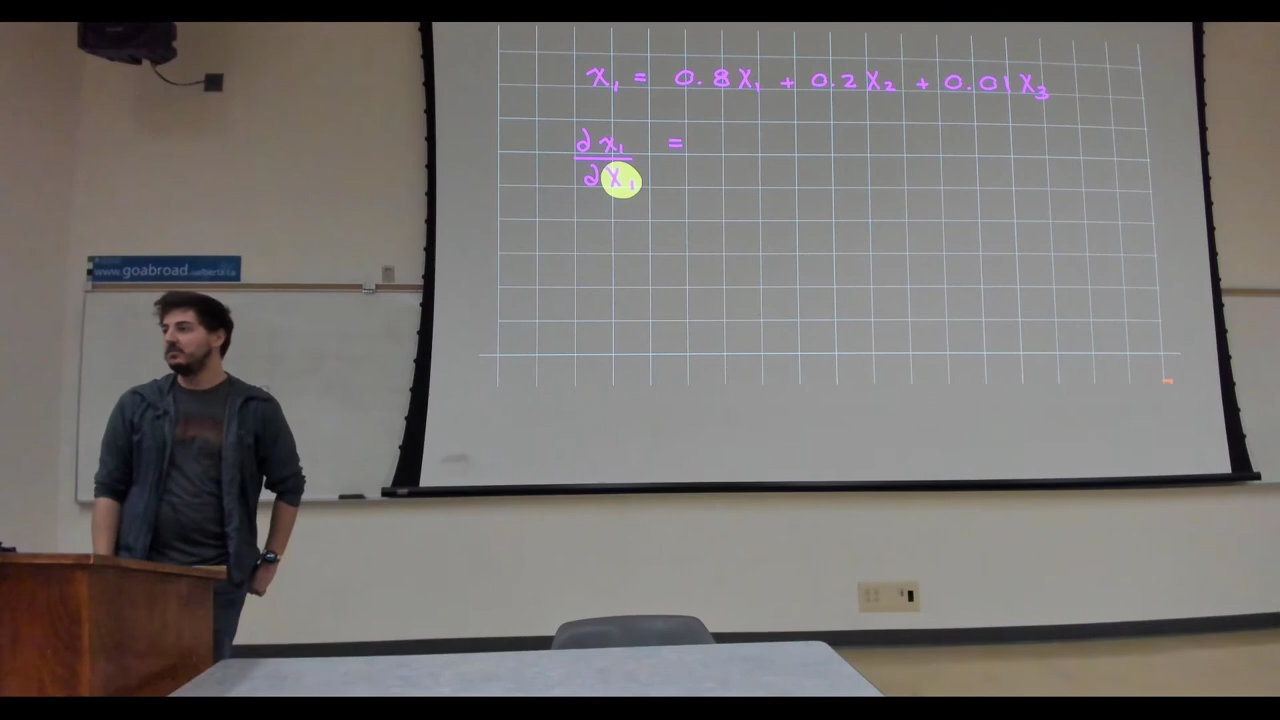 x₁ = 0.8X₁ + 0.2X₂ + 0.01X₃
∂x₁ =
∂X₁
www.goabroad.ualberta.ca